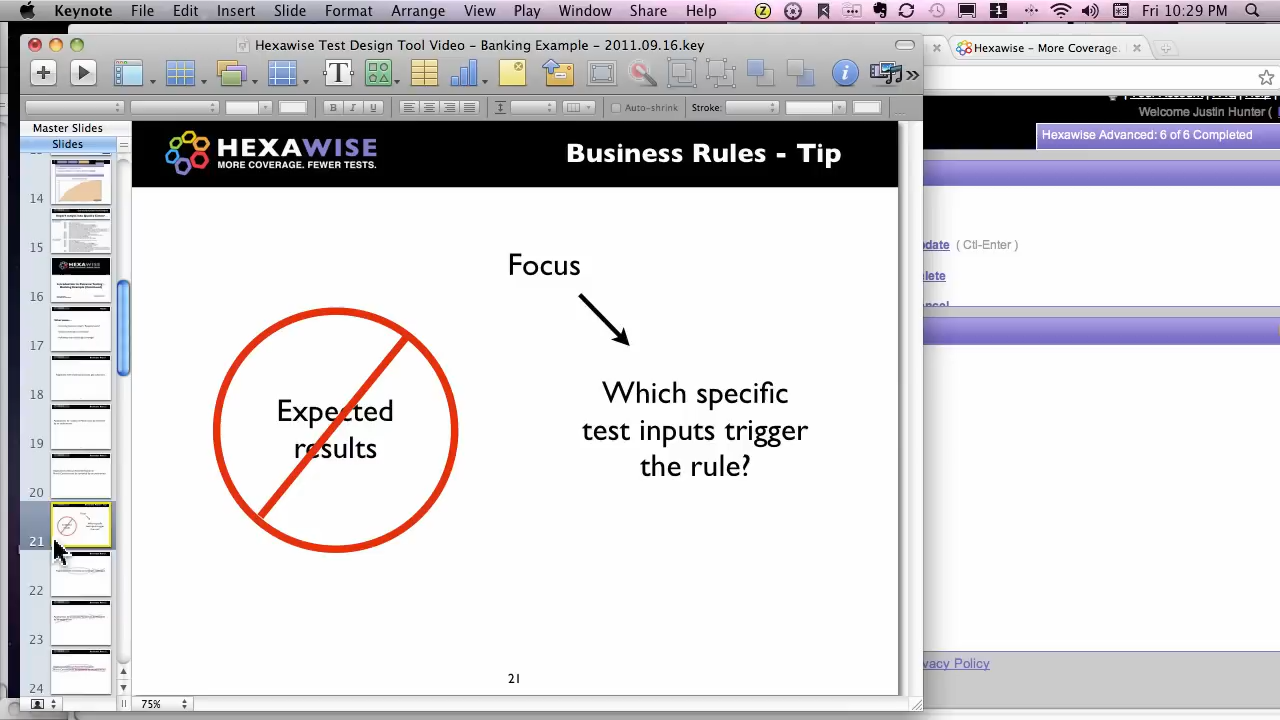 Keynote File Edit Insert Slide Format Arrange View Play Window Share Help Fri 10:29 PM
Hexawise Test Design Tool Video - Banking Example - 2011.09.16.key
Hexawise - More Coverage.
Auto-shrink Stroke:
Welcome Justin Hunter (
Hexawise Advanced: 6 of 6 Completed
Master Slides
Slides
HEXAWISE
MORE COVERAGE. FEWER TESTS.
Business Rules - Tip
Focus
Expected
results
Which specific
test inputs trigger
the rule?
21
14
15
16
17
18
19
20
21
22
23
24
date ( Ctl-Enter )
lete
vacy Policy
75%